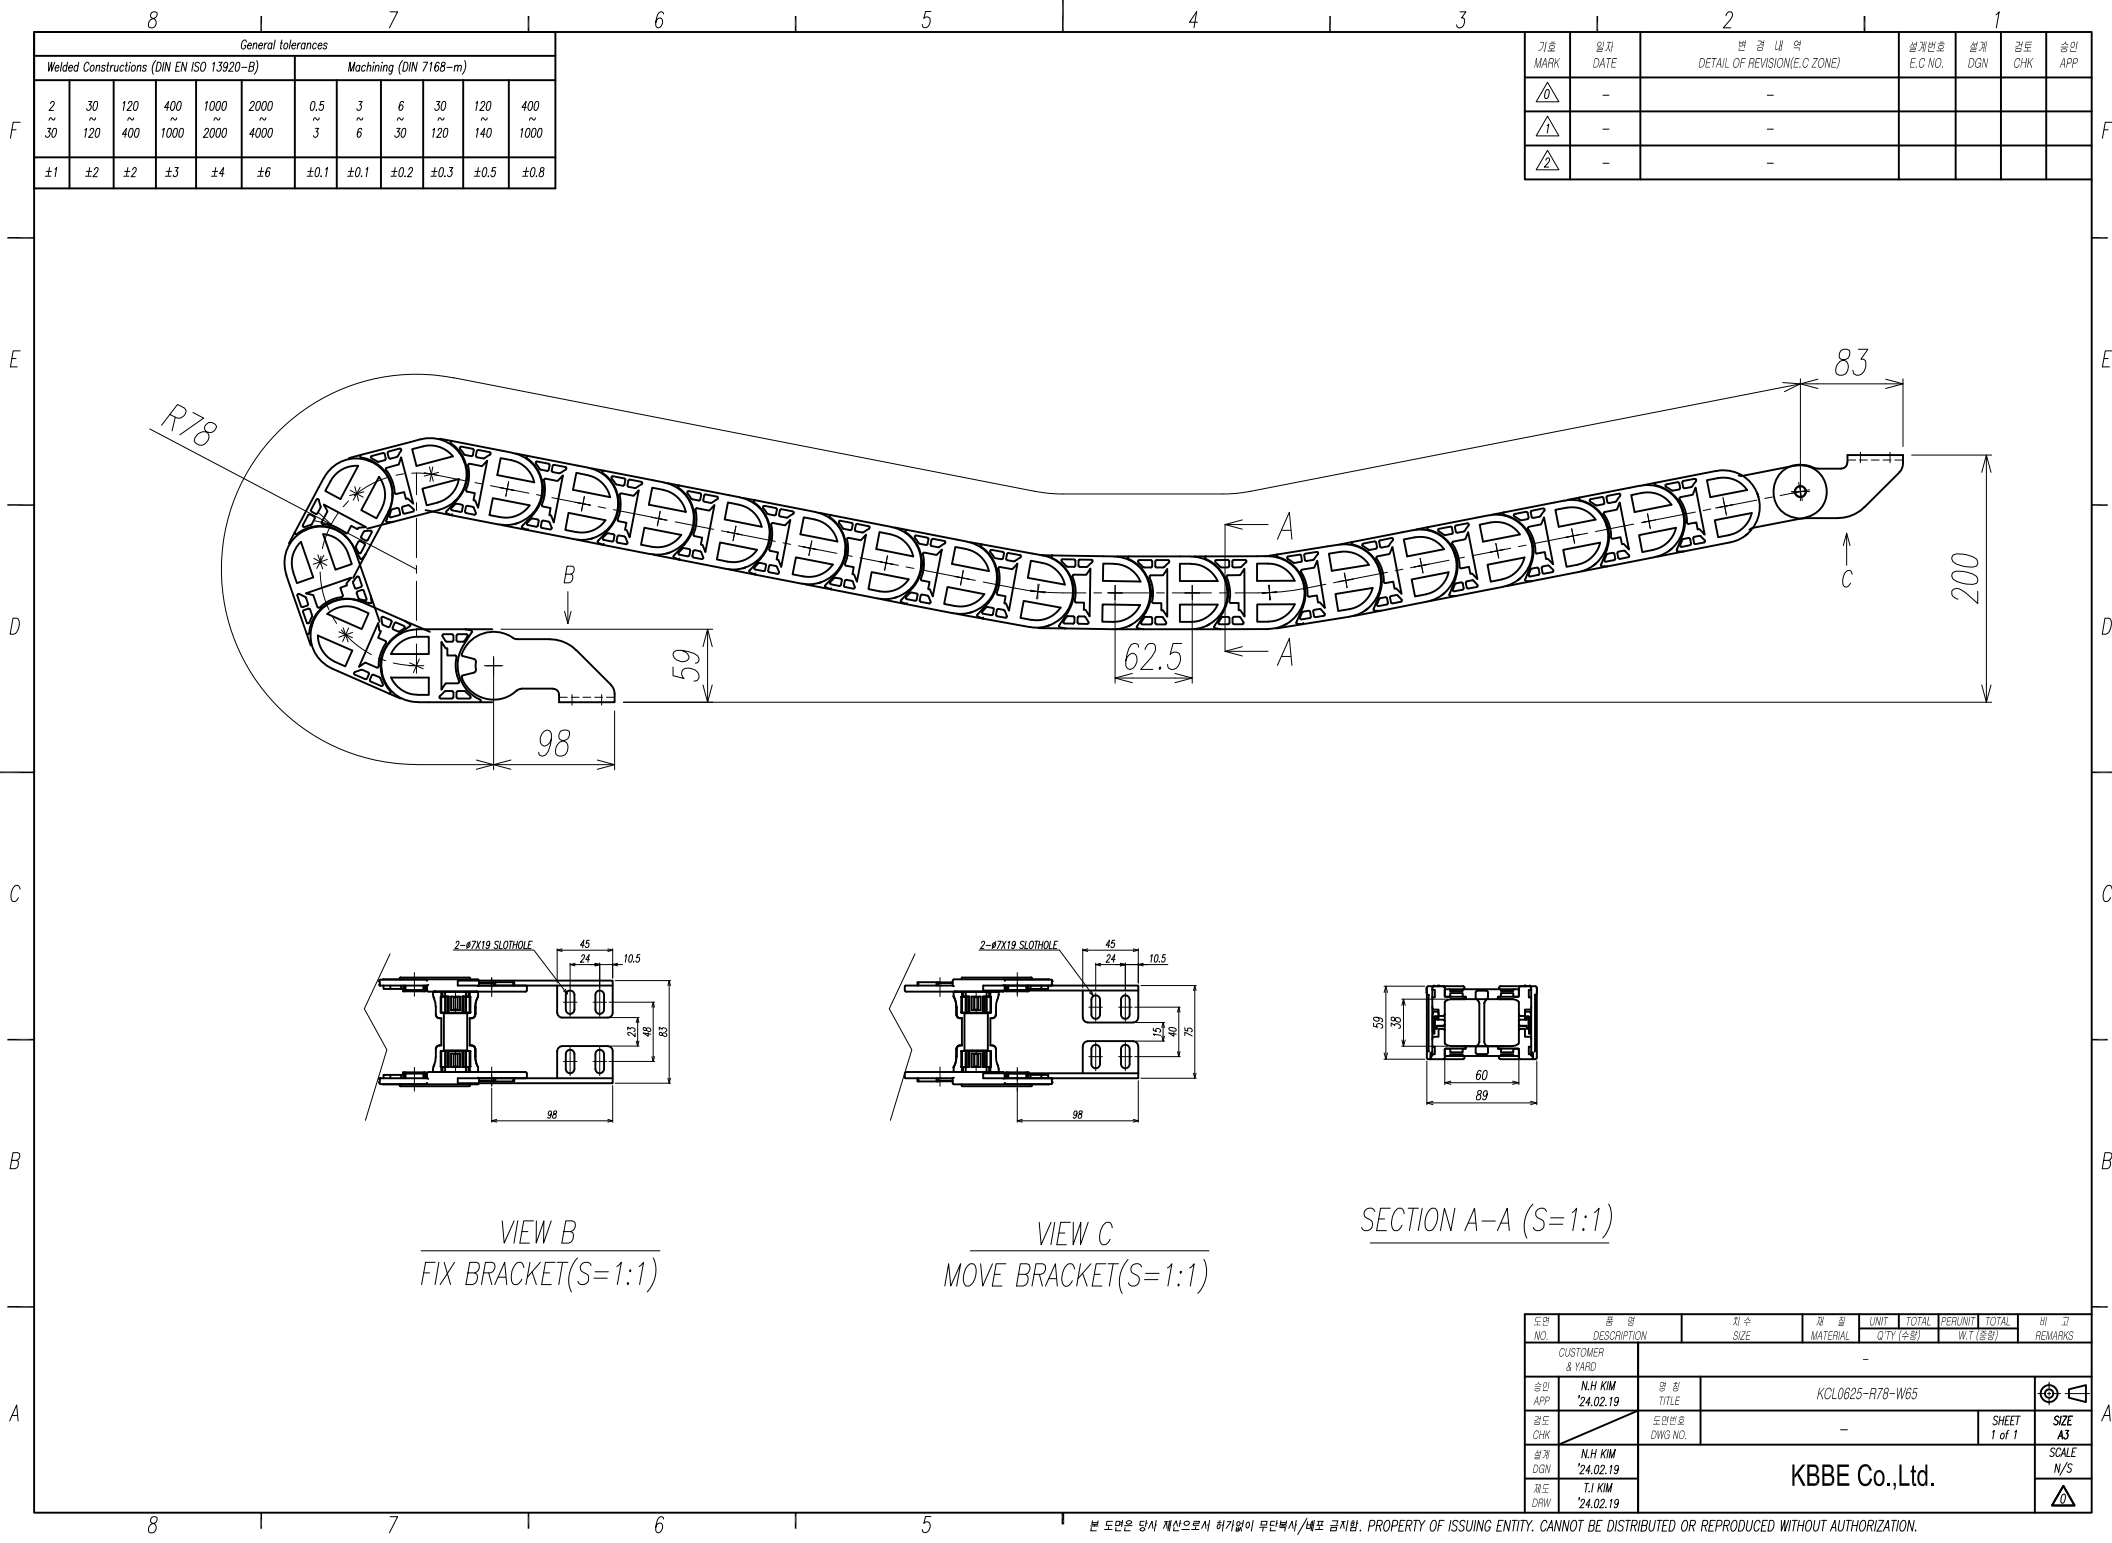 8 7 6 5 4 3 2 1
General tolerances
Welded Constructions (DIN EN ISO 13920-B) Machining (DIN 7168-m)
2 ~ 30 30 ~ 120 120 ~ 400 400 ~ 1000 1000 ~ 2000 2000 ~ 4000 0.5 ~ 3 3 ~ 6 6 ~ 30 30 ~ 120 120 ~ 140 400 ~ 1000
±1 ±2 ±2 ±3 ±4 ±6 ±0.1 ±0.1 ±0.2 ±0.3 ±0.5 ±0.8
기호 일자 변 경 내 역 설계번호 설계 검토 승인
MARK DATE DETAIL OF REVISION(E.C ZONE) E.C NO. DGN CHK APP
0 - -
1 - -
2 - -
F F
E E
D D
C C
B B
A A
R78
83
200
A
A
B
C
59
62.5
98
2-ø7X19 SLOTHOLE
45
24
10.5
23
48
83
98
2-ø7X19 SLOTHOLE
45
24
10.5
15
40
75
98
59
38
60
89
VIEW B
FIX BRACKET(S=1:1)
VIEW C
MOVE BRACKET(S=1:1)
SECTION A-A (S=1:1)
도면 품 명 치 수 재 질 UNIT TOTAL PERUNIT TOTAL 비 고
NO. DESCRIPTION SIZE MATERIAL Q'TY (수량) W.T (중량) REMARKS
CUSTOMER
& YARD
-
승인 N.H KIM 명 칭
APP '24.02.19 TITLE
KCL0625-R78-W65
검도 도면번호 SHEET SIZE
CHK DWG NO. - 1 of 1 A3
설계 N.H KIM SCALE
DGN '24.02.19 N/S
KBBE Co.,Ltd.
제도 T.I KIM
DRW '24.02.19
0
8 7 6 5
본 도면은 당사 재산으로서 허가없이 무단복사/배포 금지함. PROPERTY OF ISSUING ENTITY. CANNOT BE DISTRIBUTED OR REPRODUCED WITHOUT AUTHORIZATION.